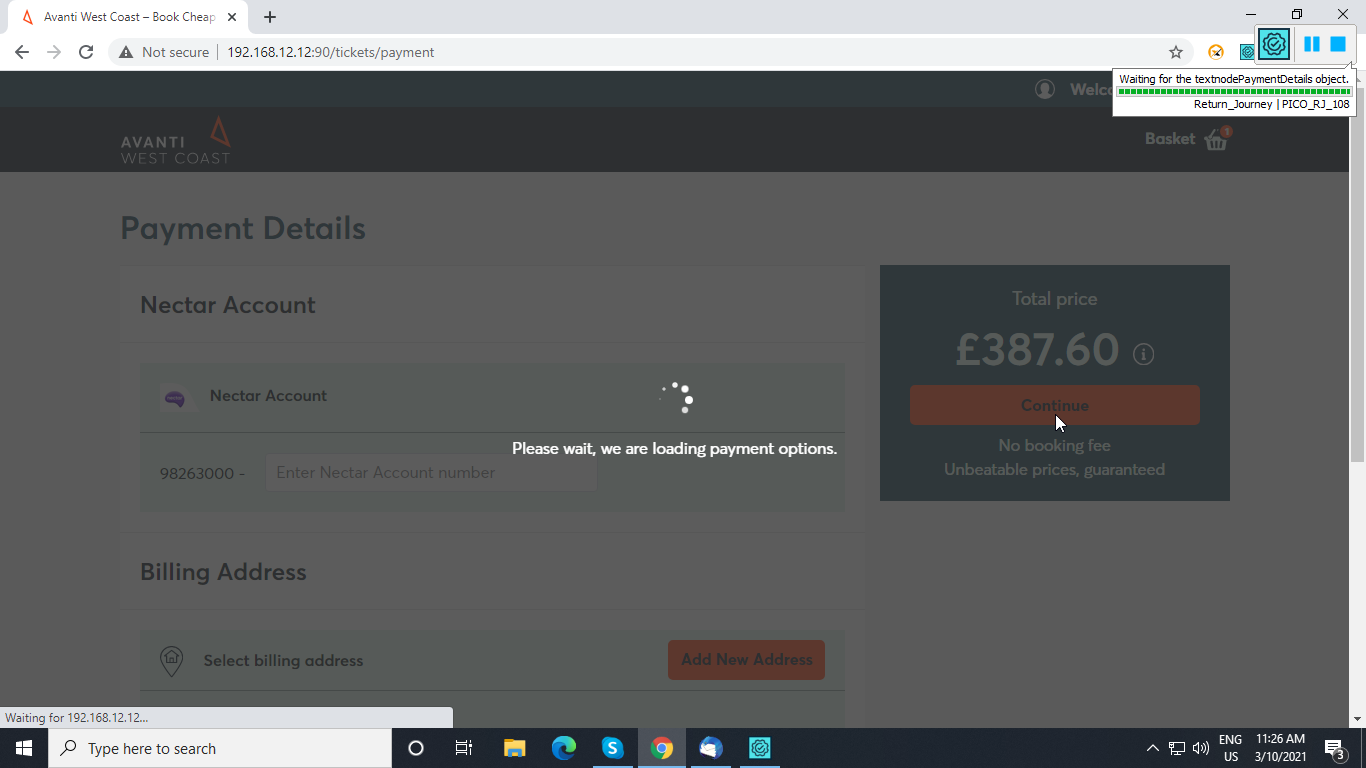 Avanti West Coast – Book Cheap
Not secure
192.168.12.12:90/tickets/payment
Waiting for the textnodePaymentDetails object.
Return_Journey | PICO_RJ_108
Welco
AVANTI
WEST COAST
Basket
1
Payment Details
Nectar Account
Total price
£387.60
Nectar Account
Continue
Please wait, we are loading payment options.
No booking fee
98263000 -
Enter Nectar Account number
Unbeatable prices, guaranteed
Billing Address
Select billing address
Add New Address
Waiting for 192.168.12.12...
Type here to search
ENG
US
11:26 AM
3/10/2021
3